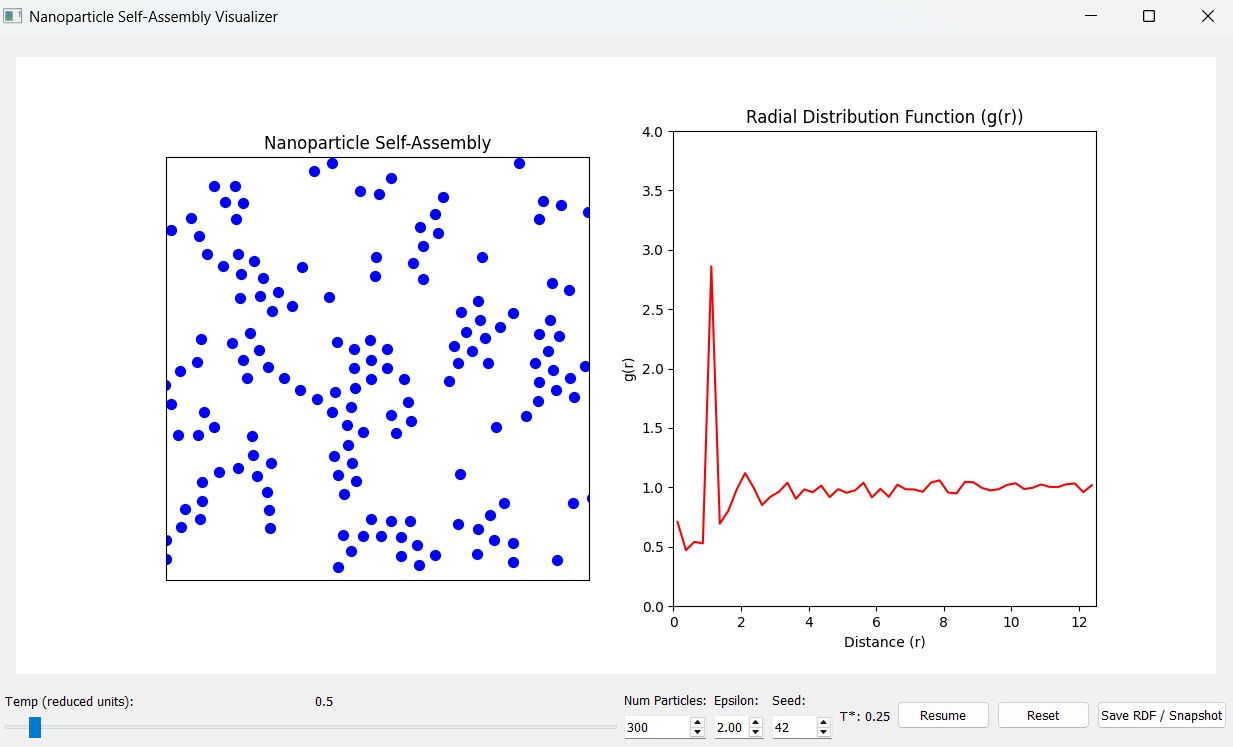 Nanoparticle Self-Assembly Visualizer
Nanoparticle Self-Assembly
Radial Distribution Function (g(r))
4.0
3.5
3.0
2.5
2.0
1.5
1.0
0.5
0.0
g(r)
0 2 4 6 8 10 12
Distance (r)
Temp (reduced units): 0.5
Num Particles: Epsilon: Seed:
300 2.00 42 T*: 0.25 Resume Reset Save RDF / Snapshot